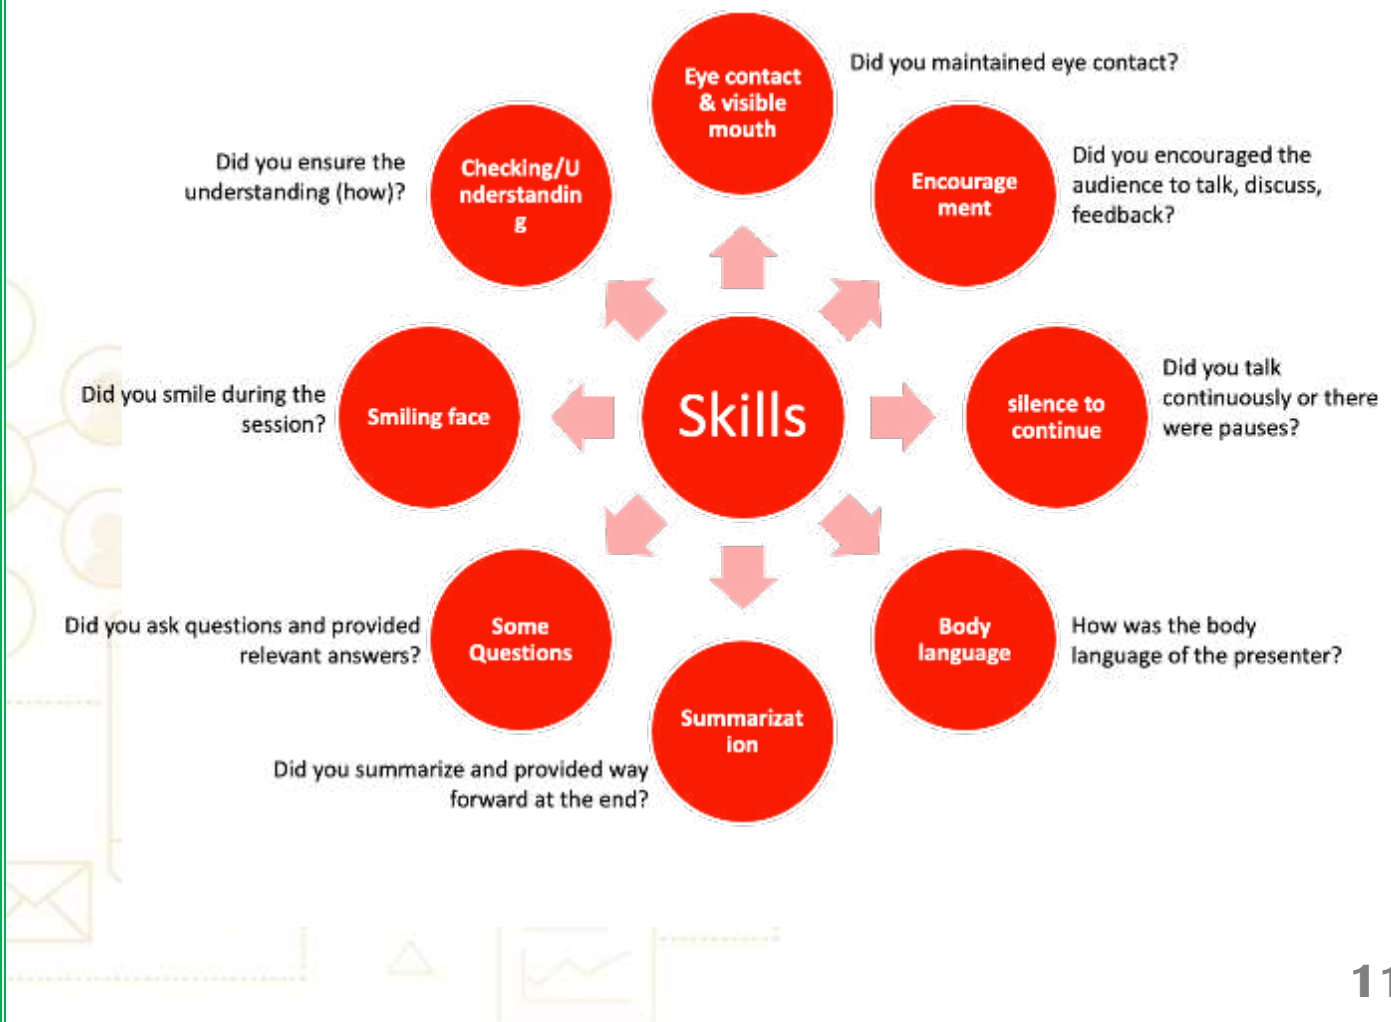 Eye contact
& visible
mouth
Did you maintained eye contact?
Encourage
ment
Did you encouraged the
audience to talk, discuss,
feedback?
silence to
continue
Did you talk
continuously or there
were pauses?
Body
language
How was the body
language of the presenter?
Summarizat
ion
Did you summarize and provided way
forward at the end?
Some
Questions
Did you ask questions and provided
relevant answers?
Smiling face
Did you smile during the
session?
Checking/U
nderstandin
g
Did you ensure the
understanding (how)?
Skills
11